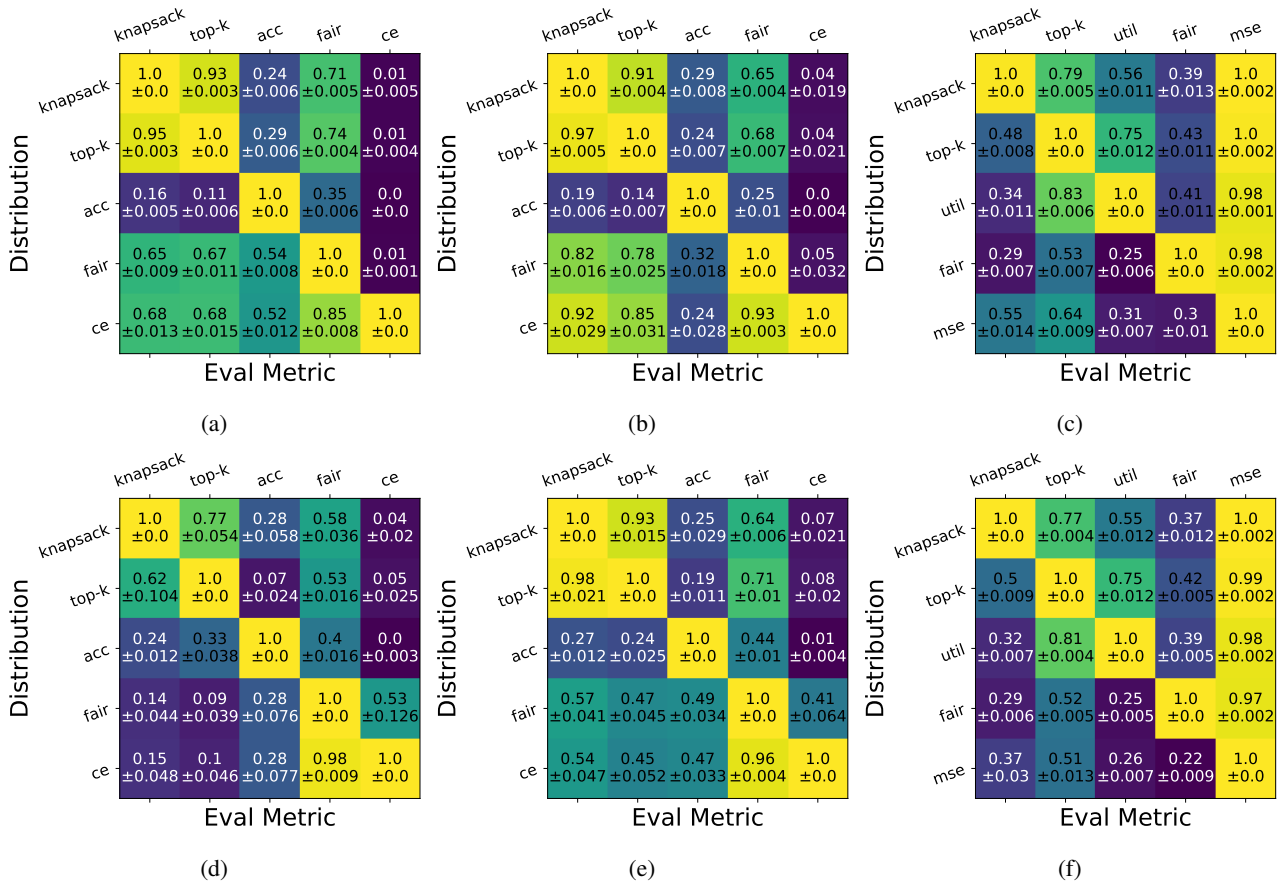 knapsack top-k acc fair ce
knapsack 1.0 ±0.0 0.93 ±0.003 0.24 ±0.006 0.71 ±0.005 0.01 ±0.005
top-k 0.95 ±0.003 1.0 ±0.0 0.29 ±0.006 0.74 ±0.004 0.01 ±0.004
acc 0.16 ±0.005 0.11 ±0.006 1.0 ±0.0 0.35 ±0.006 0.0 ±0.0
fair 0.65 ±0.009 0.67 ±0.011 0.54 ±0.008 1.0 ±0.0 0.01 ±0.001
ce 0.68 ±0.013 0.68 ±0.015 0.52 ±0.012 0.85 ±0.008 1.0 ±0.0
Distribution
Eval Metric
(a)
knapsack top-k acc fair ce
knapsack 1.0 ±0.0 0.91 ±0.004 0.29 ±0.008 0.65 ±0.004 0.04 ±0.019
top-k 0.97 ±0.005 1.0 ±0.0 0.24 ±0.007 0.68 ±0.007 0.04 ±0.021
acc 0.19 ±0.006 0.14 ±0.007 1.0 ±0.0 0.25 ±0.01 0.0 ±0.004
fair 0.82 ±0.016 0.78 ±0.025 0.32 ±0.018 1.0 ±0.0 0.05 ±0.032
ce 0.92 ±0.029 0.85 ±0.031 0.24 ±0.028 0.93 ±0.003 1.0 ±0.0
Distribution
Eval Metric
(b)
knapsack top-k util fair mse
knapsack 1.0 ±0.0 0.79 ±0.005 0.56 ±0.011 0.39 ±0.013 1.0 ±0.002
top-k 0.48 ±0.008 1.0 ±0.0 0.75 ±0.012 0.43 ±0.011 1.0 ±0.002
util 0.34 ±0.011 0.83 ±0.006 1.0 ±0.0 0.41 ±0.011 0.98 ±0.001
fair 0.29 ±0.007 0.53 ±0.007 0.25 ±0.006 1.0 ±0.0 0.98 ±0.002
mse 0.55 ±0.014 0.64 ±0.009 0.31 ±0.007 0.3 ±0.01 1.0 ±0.0
Distribution
Eval Metric
(c)
knapsack top-k acc fair ce
knapsack 1.0 ±0.0 0.77 ±0.054 0.28 ±0.058 0.58 ±0.036 0.04 ±0.02
top-k 0.62 ±0.104 1.0 ±0.0 0.07 ±0.024 0.53 ±0.016 0.05 ±0.025
acc 0.24 ±0.012 0.33 ±0.038 1.0 ±0.0 0.4 ±0.016 0.0 ±0.003
fair 0.14 ±0.044 0.09 ±0.039 0.28 ±0.076 1.0 ±0.0 0.53 ±0.126
ce 0.15 ±0.048 0.1 ±0.046 0.28 ±0.077 0.98 ±0.009 1.0 ±0.0
Distribution
Eval Metric
(d)
knapsack top-k acc fair ce
knapsack 1.0 ±0.0 0.93 ±0.015 0.25 ±0.029 0.64 ±0.006 0.07 ±0.021
top-k 0.98 ±0.021 1.0 ±0.0 0.19 ±0.011 0.71 ±0.01 0.08 ±0.02
acc 0.27 ±0.012 0.24 ±0.025 1.0 ±0.0 0.44 ±0.01 0.01 ±0.004
fair 0.57 ±0.041 0.47 ±0.045 0.49 ±0.034 1.0 ±0.0 0.41 ±0.064
ce 0.54 ±0.047 0.45 ±0.052 0.47 ±0.033 0.96 ±0.004 1.0 ±0.0
Distribution
Eval Metric
(e)
knapsack top-k util fair mse
knapsack 1.0 ±0.0 0.77 ±0.004 0.55 ±0.012 0.37 ±0.012 1.0 ±0.002
top-k 0.5 ±0.009 1.0 ±0.0 0.75 ±0.012 0.42 ±0.005 0.99 ±0.002
util 0.32 ±0.007 0.81 ±0.004 1.0 ±0.0 0.39 ±0.005 0.98 ±0.002
fair 0.29 ±0.006 0.52 ±0.005 0.25 ±0.005 1.0 ±0.0 0.97 ±0.002
mse 0.37 ±0.03 0.51 ±0.013 0.26 ±0.007 0.22 ±0.009 1.0 ±0.0
Distribution
Eval Metric
(f)